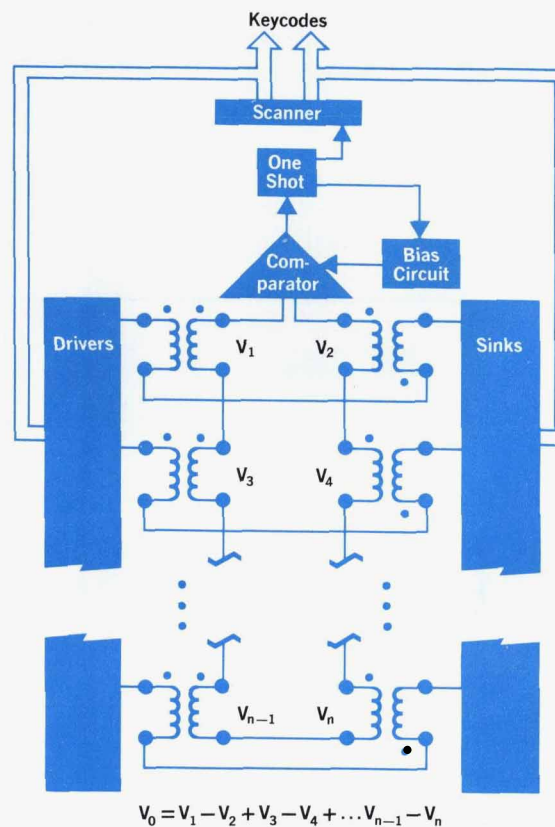 Keycodes
Scanner
One
Shot
Com-
parator
Bias
Circuit
Drivers
V₁
V₂
Sinks
V₃
V₄
Vₙ₋₁
Vₙ
V₀ = V₁ − V₂ + V₃ − V₄ + ... Vₙ₋₁ − Vₙ